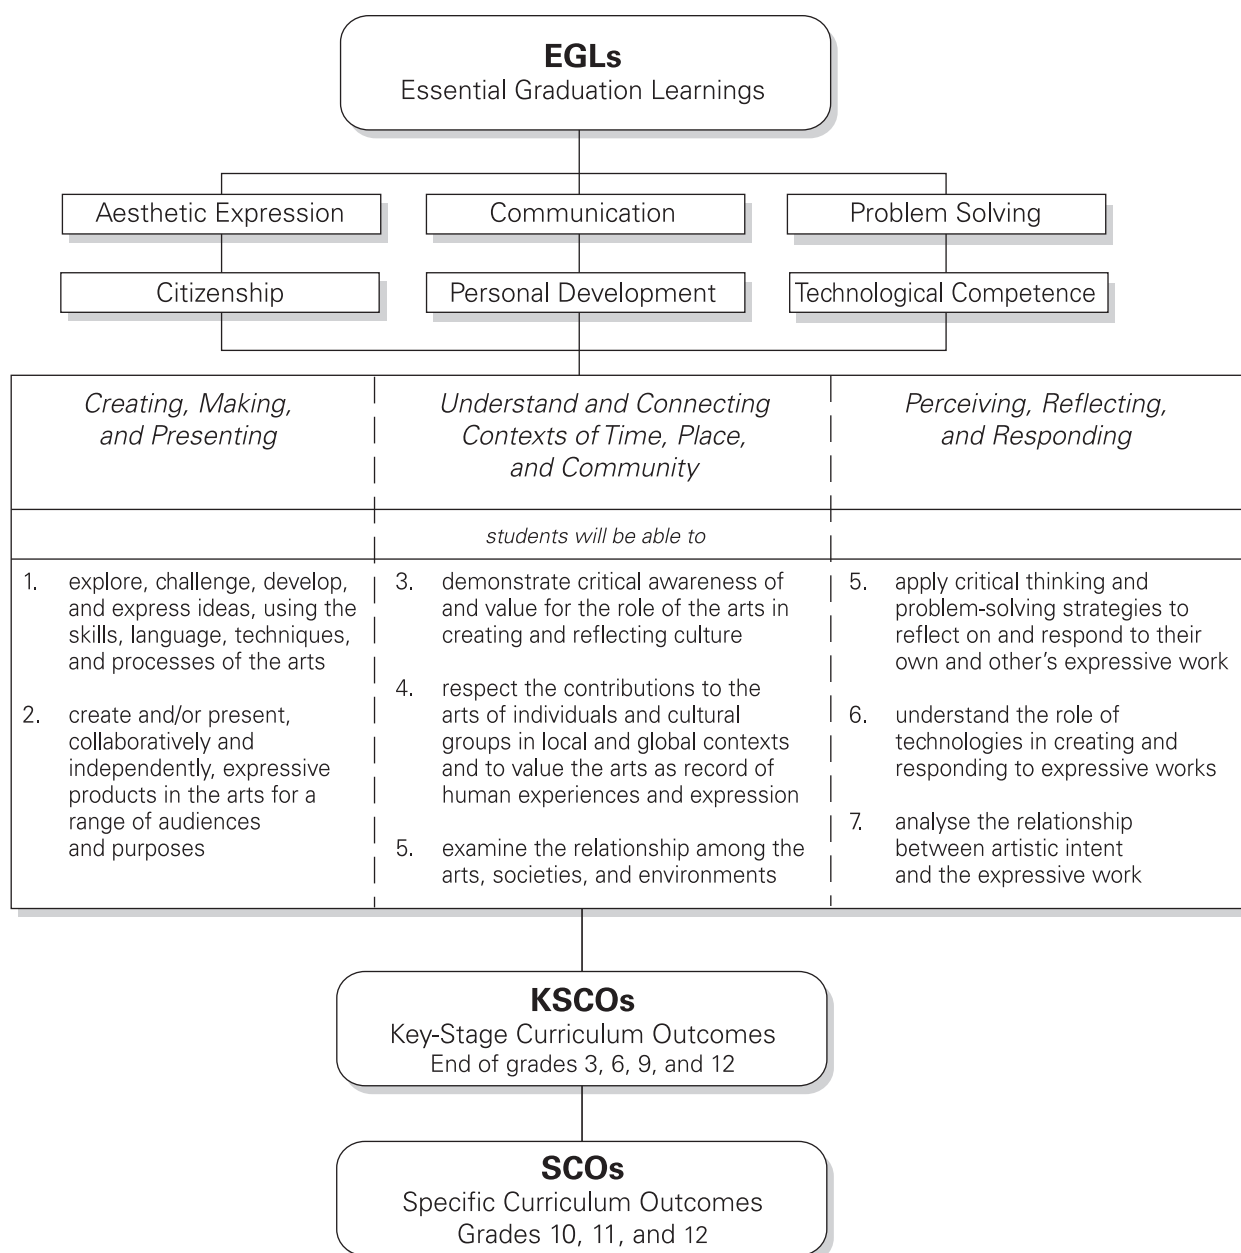 EGLs
Essential Graduation Learnings
Aesthetic Expression
Communication
Problem Solving
Citizenship
Personal Development
Technological Competence
Creating, Making,
and Presenting
Understand and Connecting
Contexts of Time, Place,
and Community
Perceiving, Reflecting,
and Responding
students will be able to
1. explore, challenge, develop,
and express ideas, using the
skills, language, techniques,
and processes of the arts
2. create and/or present,
collaboratively and
independently, expressive
products in the arts for a
range of audiences
and purposes
3. demonstrate critical awareness of
and value for the role of the arts in
creating and reflecting culture
4. respect the contributions to the
arts of individuals and cultural
groups in local and global contexts
and to value the arts as record of
human experiences and expression
5. examine the relationship among the
arts, societies, and environments
5. apply critical thinking and
problem-solving strategies to
reflect on and respond to their
own and other's expressive work
6. understand the role of
technologies in creating and
responding to expressive works
7. analyse the relationship
between artistic intent
and the expressive work
KSCOs
Key-Stage Curriculum Outcomes
End of grades 3, 6, 9, and 12
SCOs
Specific Curriculum Outcomes
Grades 10, 11, and 12